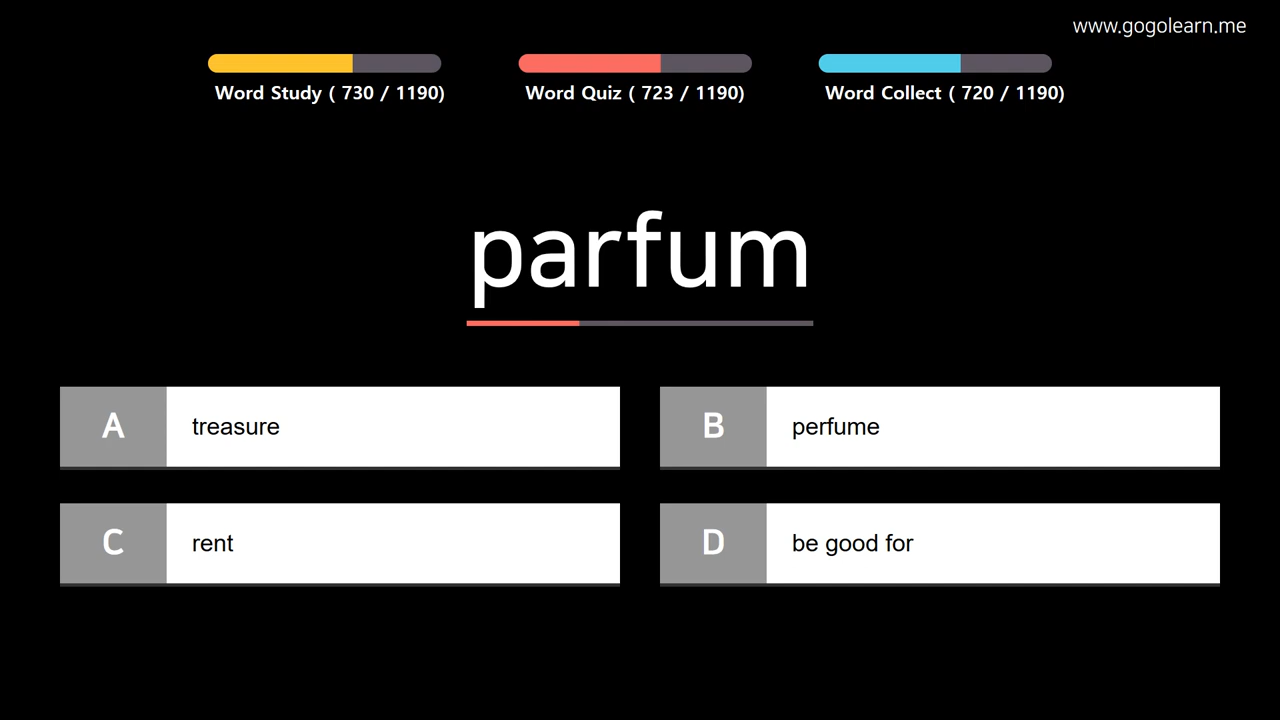 www.gogolearn.me
Word Study ( 730 / 1190)
Word Quiz ( 723 / 1190)
Word Collect ( 720 / 1190)
parfum
A treasure
B perfume
C rent
D be good for